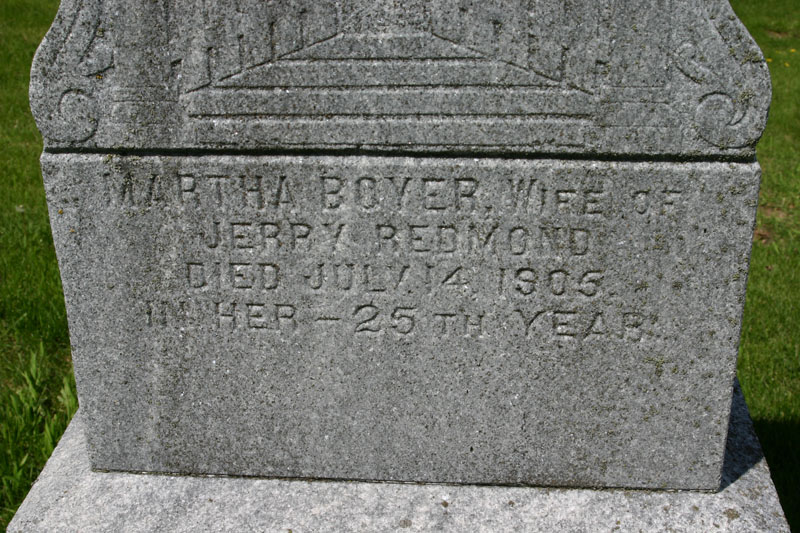 MARTHA BOYER, WIFE OF
JERRY REDMOND
DIED JULY. 14, 1905.
IN HER - 25TH YEAR.